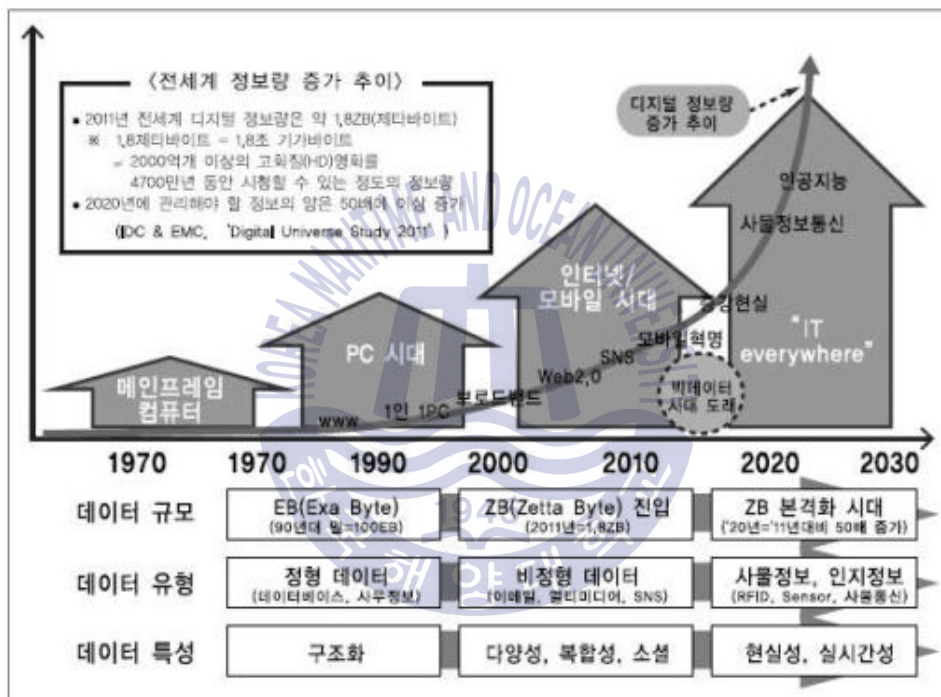 〈전세계 정보량 증가 추이〉
▪ 2011년 전세계 디지털 정보량은 약 1,8ZB(제타바이트)
※ 1,8제타바이트 = 1,8조 기가바이트
= 2000억개 이상의 고화질(HD)영화를
4700만년 동안 시청할 수 있는 정도의 정보량
▪ 2020년에 관리해야 할 정보의 양은 50배에 이상 증가
(IDC & EMC, 'Digital Universe Study 2011')
디지털 정보량
증가 추이
인공지능
사물정보통신
"IT
everywhere"
인터넷/
모바일 시대
증강현실
모바일혁명
SNS
Web2,0
빅데이터
시대 도래
PC 시대
브로드밴드
1인 1PC
www
메인프레임
컴퓨터
1970 1970 1990 2000 2010 2020 2030
데이터 규모
EB(Exa Byte)
(90년대 말=100EB)
ZB(Zetta Byte) 진입
(2011년=1,8ZB)
ZB 본격화 시대
('20년='11년대비 50배 증가)
데이터 유형
정형 데이터
(데이터베이스, 사무정보)
비정형 데이터
(이메일, 멀티미디어, SNS)
사물정보, 인지정보
(RFID, Sensor, 사물통신)
데이터 특성
구조화
다양성, 복합성, 소셜
현실성, 실시간성
KOREA MARITIME AND OCEAN UNIVERSITY
1945